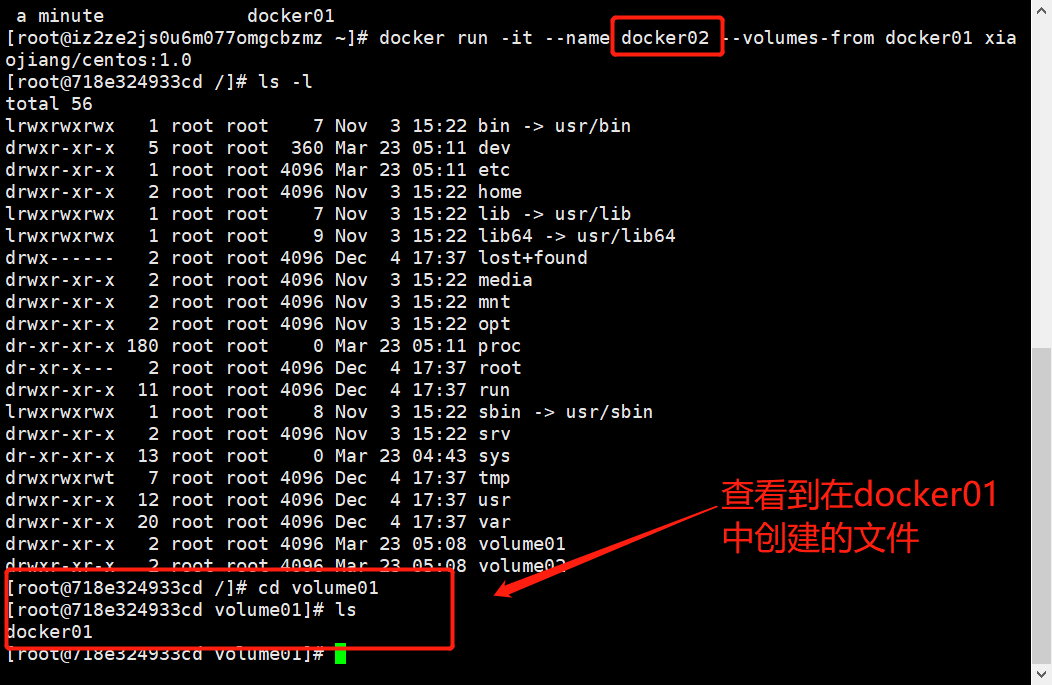 a minute docker01
[root@iz2ze2js0u6m077omgcbzmz ~]# docker run -it --name docker02 --volumes-from docker01 xia
ojiang/centos:1.0
[root@718e324933cd /]# ls -l
total 56
lrwxrwxrwx 1 root root 7 Nov 3 15:22 bin -> usr/bin
drwxr-xr-x 5 root root 360 Mar 23 05:11 dev
drwxr-xr-x 1 root root 4096 Mar 23 05:11 etc
drwxr-xr-x 2 root root 4096 Nov 3 15:22 home
lrwxrwxrwx 1 root root 7 Nov 3 15:22 lib -> usr/lib
lrwxrwxrwx 1 root root 9 Nov 3 15:22 lib64 -> usr/lib64
drwx------ 2 root root 4096 Dec 4 17:37 lost+found
drwxr-xr-x 2 root root 4096 Nov 3 15:22 media
drwxr-xr-x 2 root root 4096 Nov 3 15:22 mnt
drwxr-xr-x 2 root root 4096 Nov 3 15:22 opt
dr-xr-xr-x 180 root root 0 Mar 23 05:11 proc
dr-xr-x--- 2 root root 4096 Dec 4 17:37 root
drwxr-xr-x 11 root root 4096 Dec 4 17:37 run
lrwxrwxrwx 1 root root 8 Nov 3 15:22 sbin -> usr/sbin
drwxr-xr-x 2 root root 4096 Nov 3 15:22 srv
dr-xr-xr-x 13 root root 0 Mar 23 04:43 sys
drwxrwxrwt 7 root root 4096 Dec 4 17:37 tmp
drwxr-xr-x 12 root root 4096 Dec 4 17:37 usr
drwxr-xr-x 20 root root 4096 Dec 4 17:37 var
drwxr-xr-x 2 root root 4096 Mar 23 05:08 volume01
drwxr-xr-x 2 root root 4096 Mar 23 05:08 volume02
[root@718e324933cd /]# cd volume01
[root@718e324933cd volume01]# ls
docker01
[root@718e324933cd volume01]#
查看到在docker01
中创建的文件